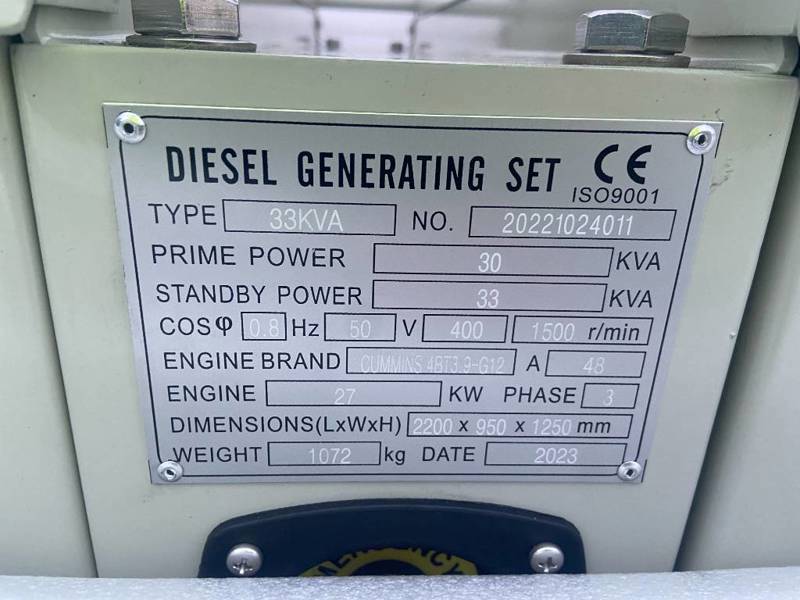 DIESEL GENERATING SET CE
ISO9001
TYPE 33KVA NO. 20221024011
PRIME POWER 30 KVA
STANDBY POWER 33 KVA
COSφ 0.8 Hz 50 V 400 1500 r/min
ENGINE BRAND CUMMINS 4BT3.9-G12 A 48
ENGINE 27 KW PHASE 3
DIMENSIONS(LxWxH) 2200 x 950 x 1250 mm
WEIGHT 1072 kg DATE 2023
EMERGENCY